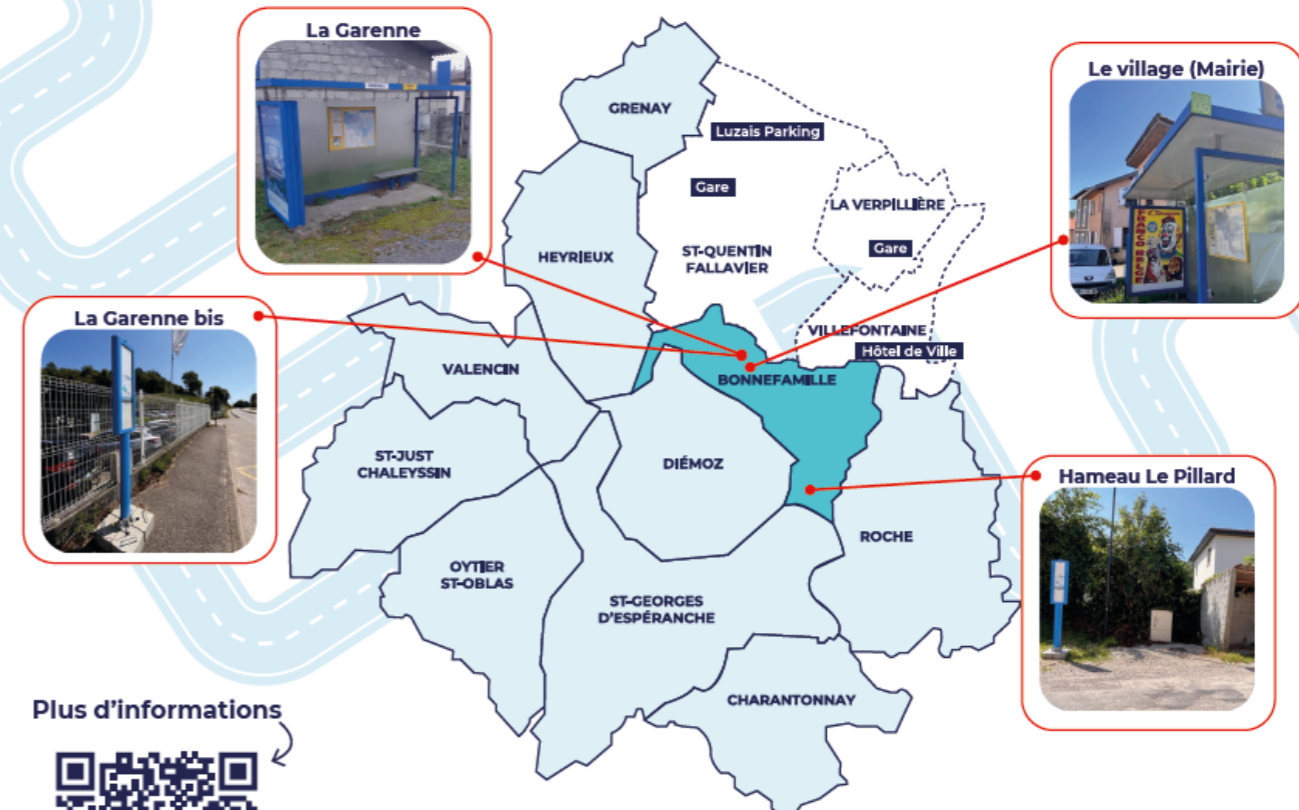 La Garenne
Le village (Mairie)
GRENAY
Luzais Parking
Gare
LA VERPILLIÈRE
Gare
HEYRIEUX
ST-QUENTIN
FALLAVIER
La Garenne bis
VILLEFONTAINE
Hôtel de Ville
VALENCIN
BONNEFAMILLE
ST-JUST
CHALEYSSIN
DIÉMOZ
Hameau Le Pillard
ROCHE
OYTIER
ST-OBLAS
ST-GEORGES
D'ESPÉRANCHE
CHARANTONNAY
Plus d'informations
FRANCO BELGE